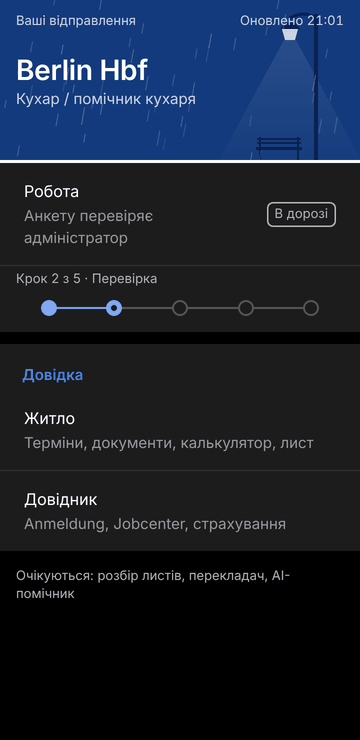 Ваші відправлення
Оновлено 21:01
Berlin Hbf
Кухар / помічник кухаря
Робота
Анкету перевіряє
адміністратор
В дорозі
Крок 2 з 5 · Перевірка
Довідка
Житло
Терміни, документи, калькулятор, лист
Довідник
Anmeldung, Jobcenter, страхування
Очікуються: розбір листів, перекладач, AI-
помічник